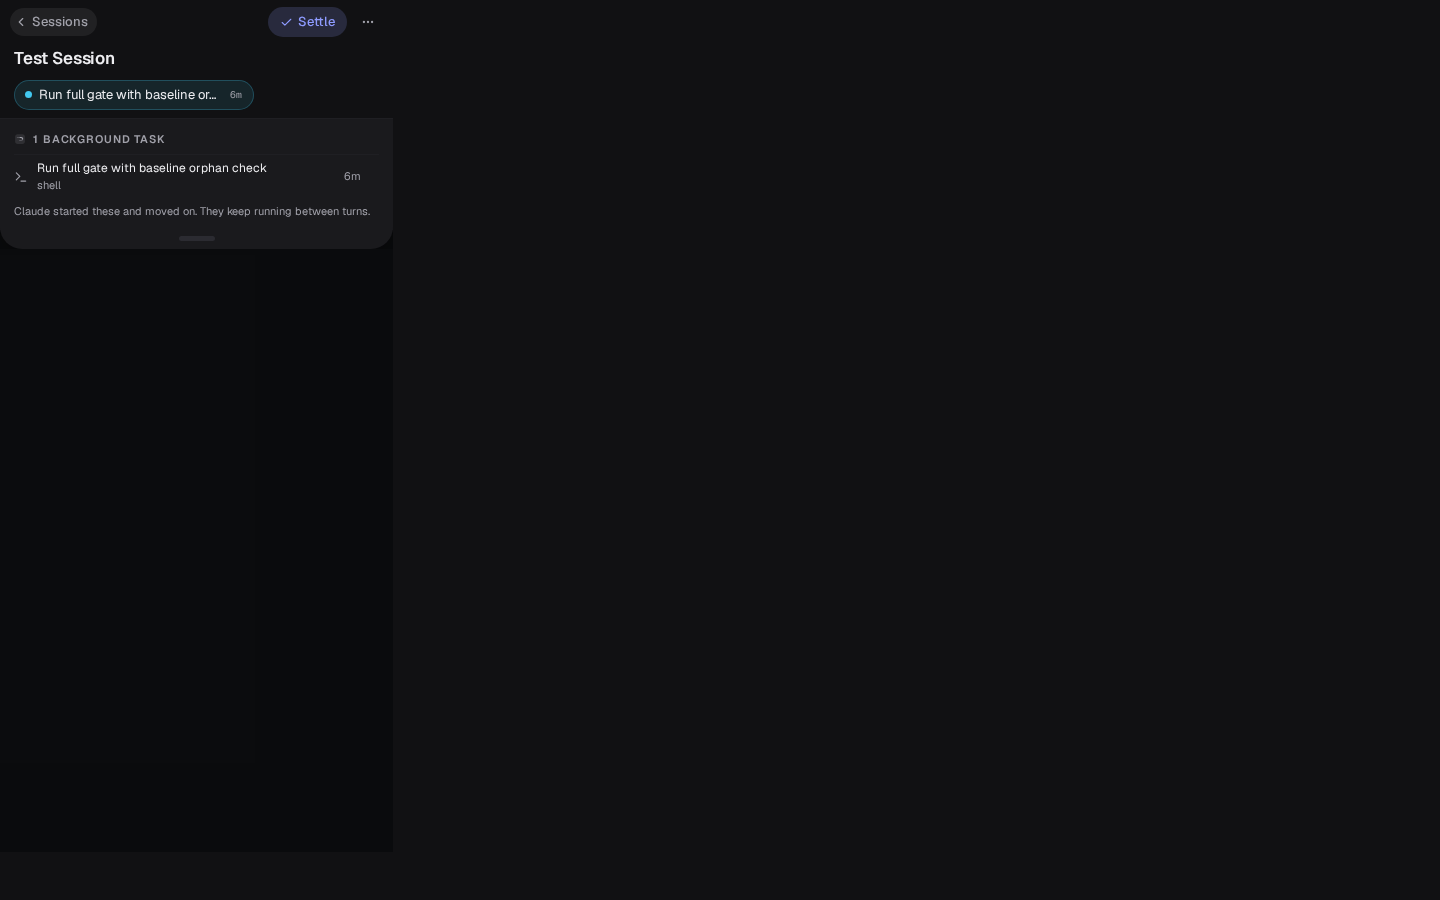 Sessions
Settle
Test Session
Run full gate with baseline or... 6m
1 BACKGROUND TASK
Run full gate with baseline orphan check
shell
6m
Claude started these and moved on. They keep running between turns.